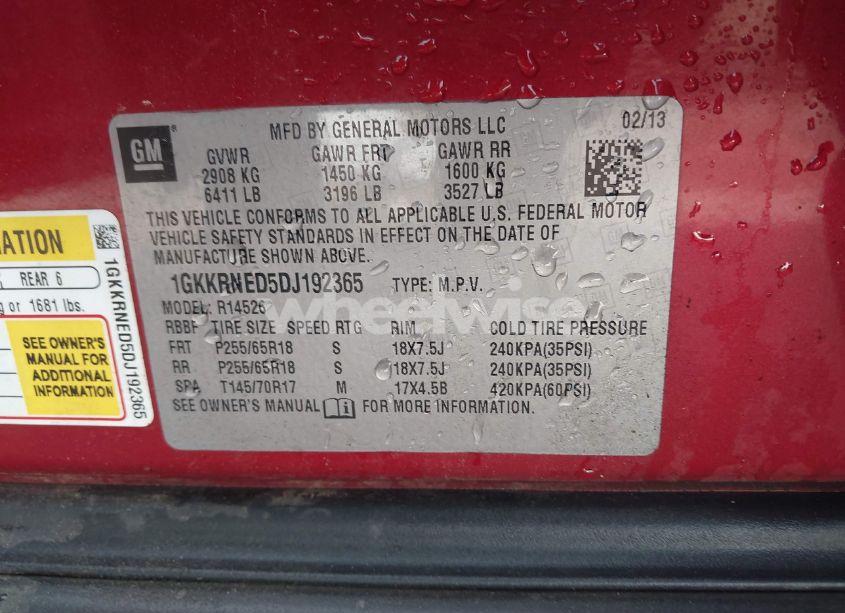 GM
MFD BY GENERAL MOTORS LLC 02/13
GVWR GAWR FRT GAWR RR
2908 KG 1450 KG 1600 KG
6411 LB 3196 LB 3527 LB
THIS VEHICLE CONFORMS TO ALL APPLICABLE U.S. FEDERAL MOTOR
VEHICLE SAFETY STANDARDS IN EFFECT ON THE DATE OF
MANUFACTURE SHOWN ABOVE.
1GKKRNED5DJ192365 TYPE: M.P.V.
MODEL: R14526
RBBF TIRE SIZE SPEED RTG RIM COLD TIRE PRESSURE
FRT P255/65R18 S 18X7.5J 240KPA(35PSI)
RR P255/65R18 S 18X7.5J 240KPA(35PSI)
SPA T145/70R17 M 17X4.5B 420KPA(60PSI)
SEE OWNER'S MANUAL FOR MORE INFORMATION.
REAR 6
or 1681 lbs.
SEE OWNER'S
MANUAL FOR
ADDITIONAL
INFORMATION
1GKKRNED5DJ192365
wheelwise